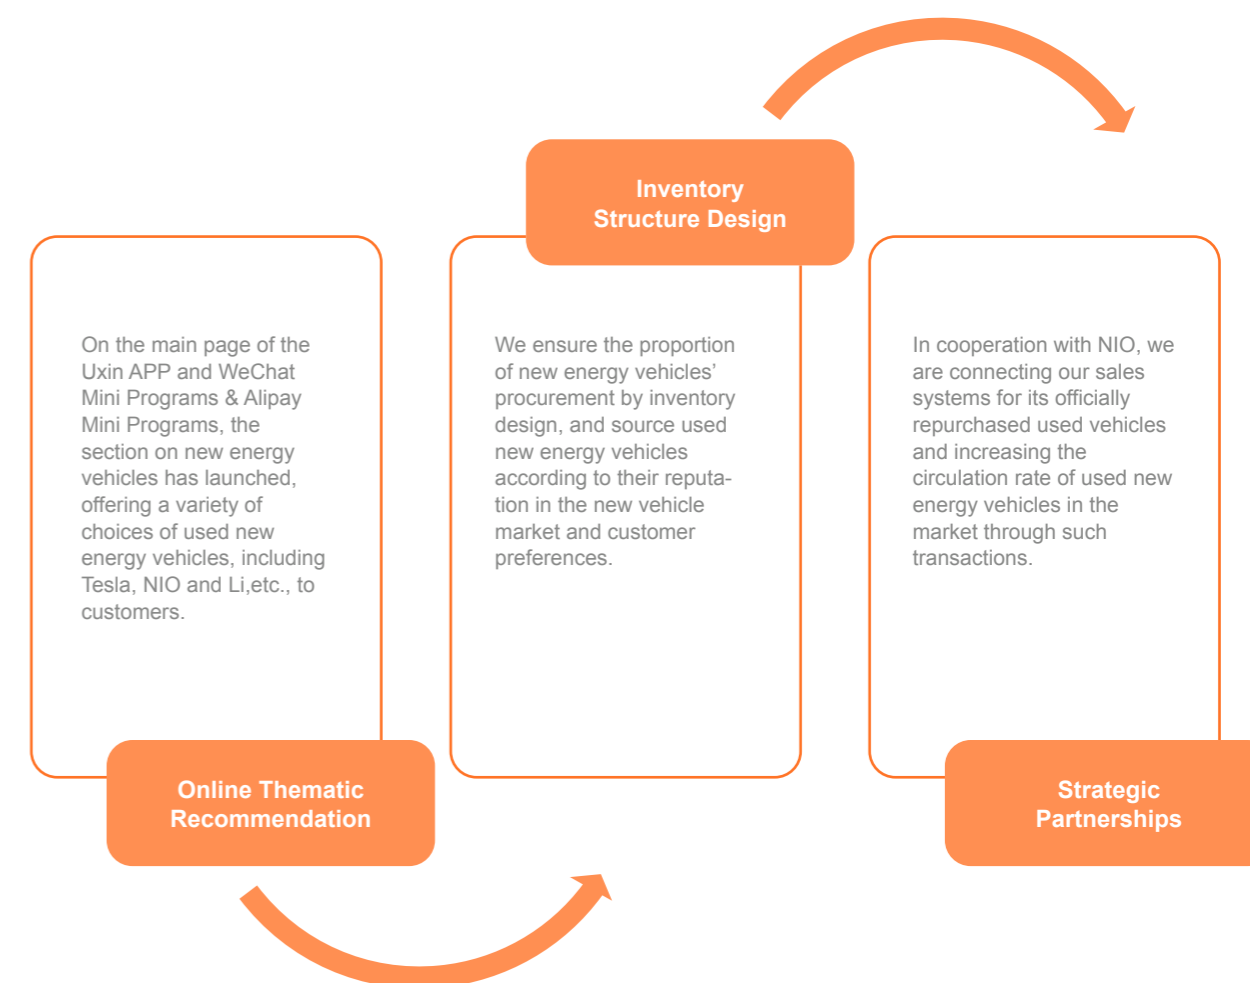 On the main page of the
Uxin APP and WeChat
Mini Programs & Alipay
Mini Programs, the
section on new energy
vehicles has launched,
offering a variety of
choices of used new
energy vehicles, including
Tesla, NIO and Li,etc., to
customers.
Online Thematic
Recommendation
Inventory
Structure Design
We ensure the proportion
of new energy vehicles’
procurement by inventory
design, and source used
new energy vehicles
according to their reputa-
tion in the new vehicle
market and customer
preferences.
In cooperation with NIO, we
are connecting our sales
systems for its officially
repurchased used vehicles
and increasing the
circulation rate of used new
energy vehicles in the
market through such
transactions.
Strategic
Partnerships